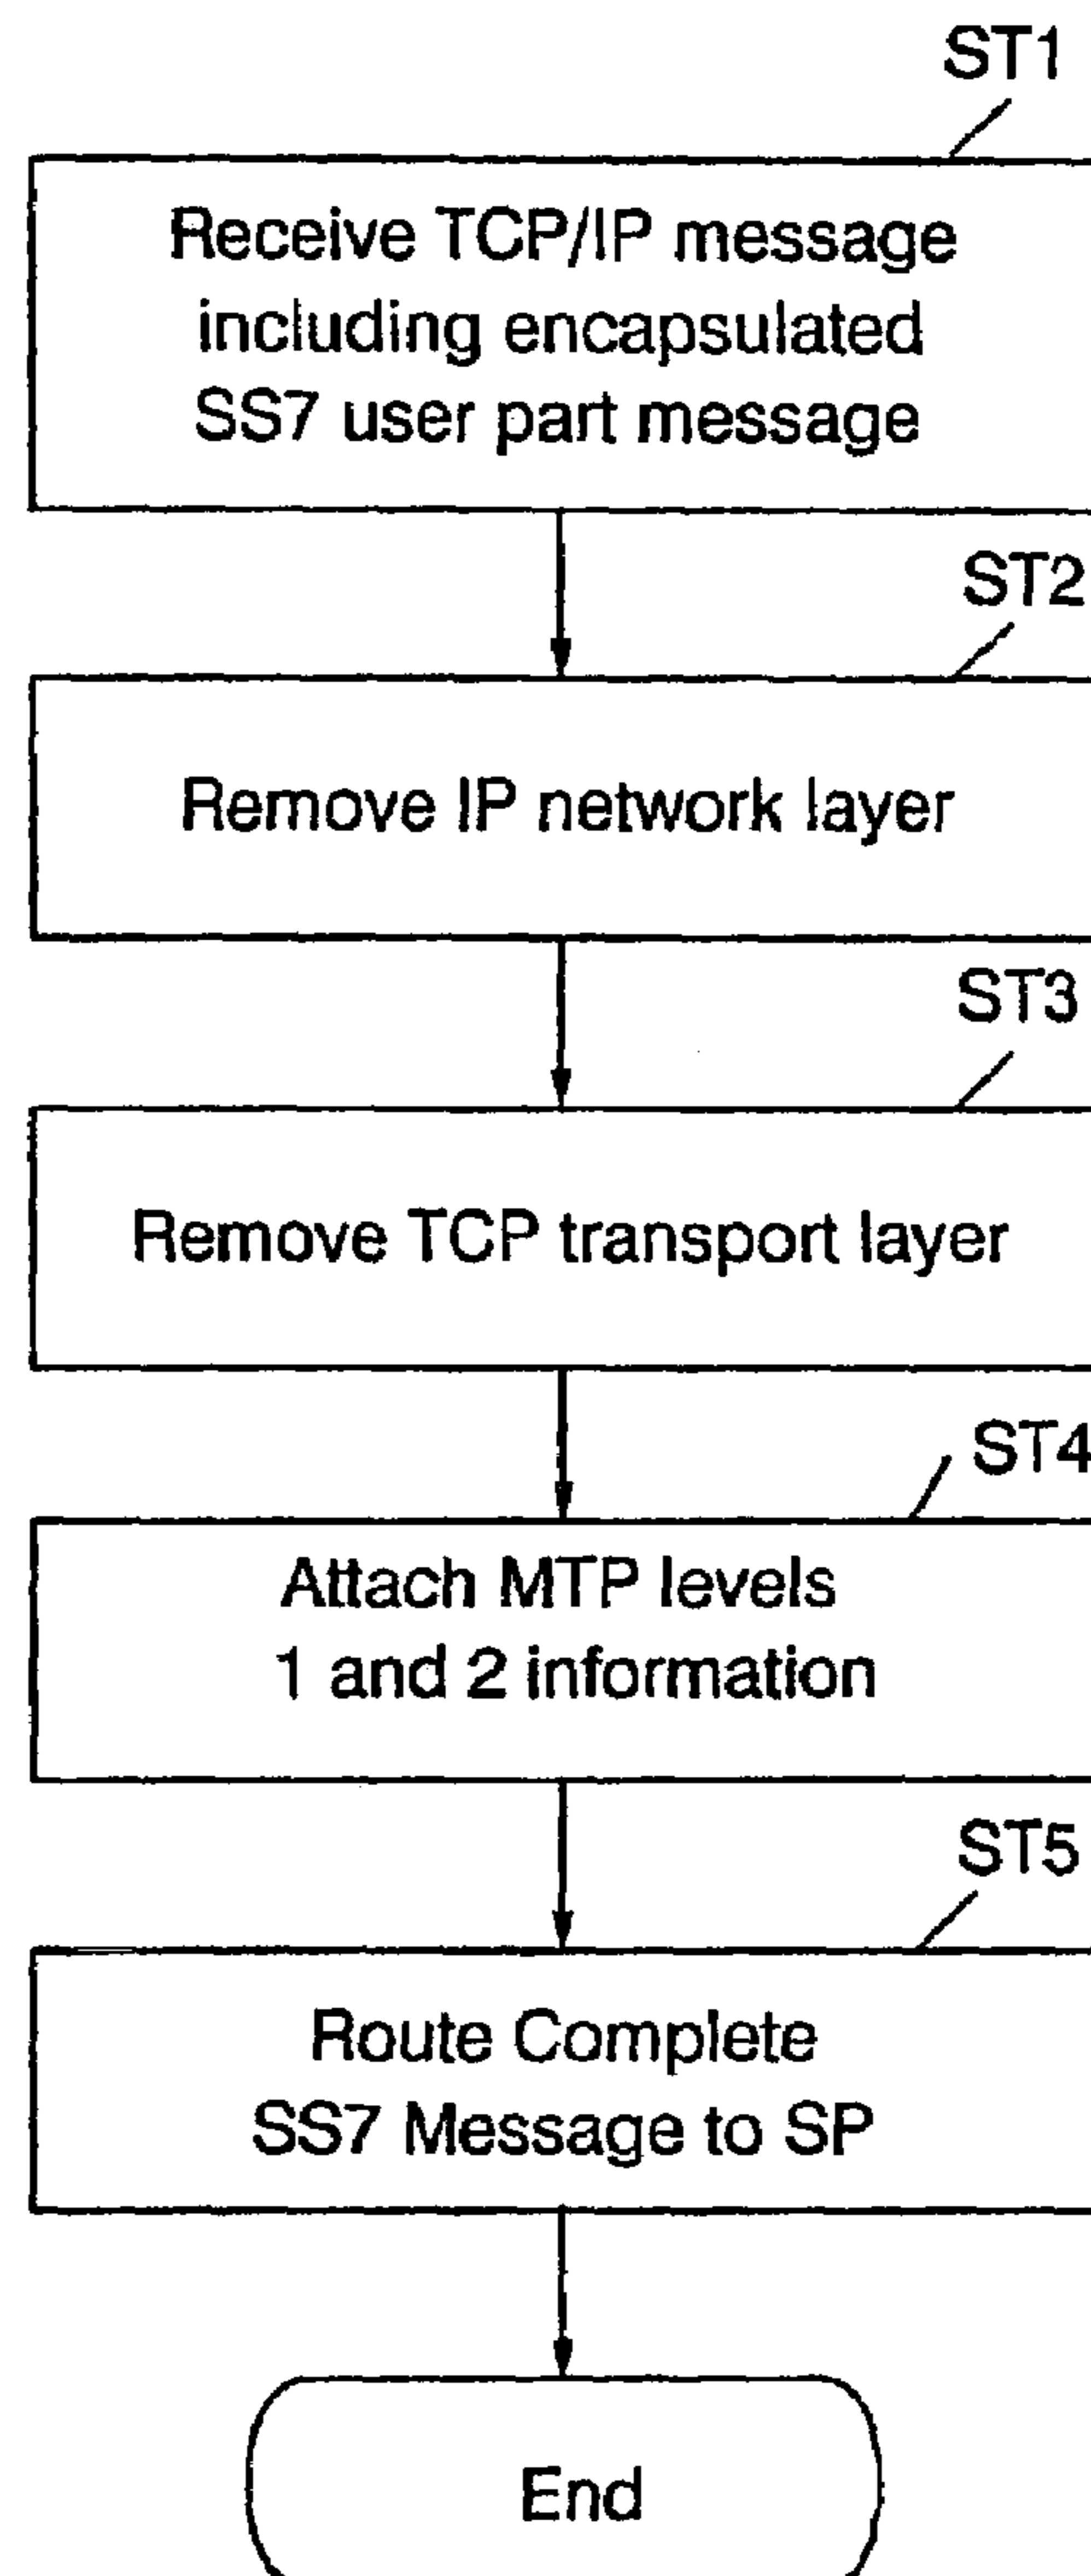 ST1
Receive TCP/IP message
including encapsulated
SS7 user part message
ST2
Remove IP network layer
ST3
Remove TCP transport layer
ST4
Attach MTP levels
1 and 2 information
ST5
Route Complete
SS7 Message to SP
End